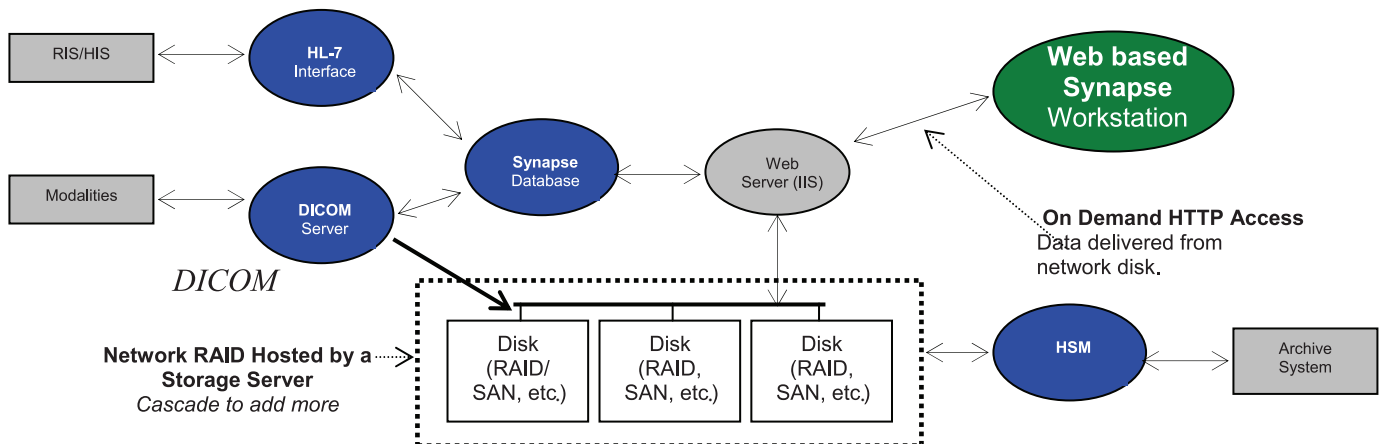 RIS/HIS
HL-7
Interface
Web based
Synapse
Workstation
Synapse
Database
Web
Server (IIS)
Modalities
DICOM
Server
On Demand HTTP Access
Data delivered from
network disk.
DICOM
Network RAID Hosted by a
Storage Server
Cascade to add more
Disk
(RAID/
SAN, etc.)
Disk
(RAID,
SAN, etc.)
Disk
(RAID,
SAN, etc.)
HSM
Archive
System